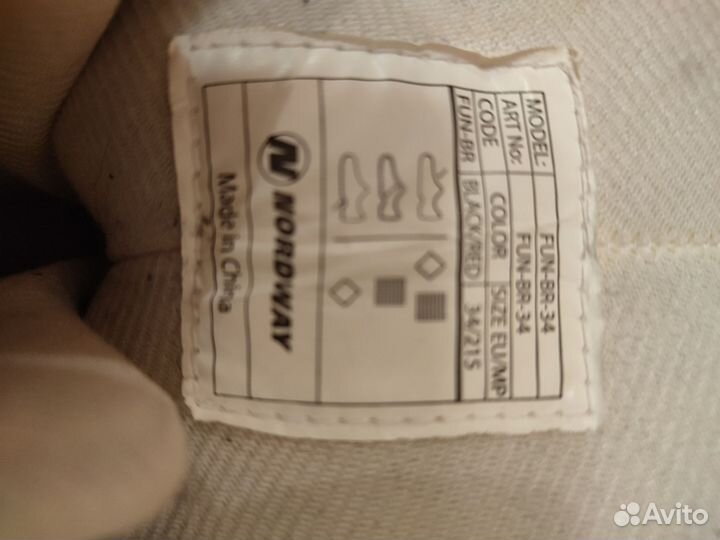 MODEL: FUN-BR-34
ART No: FUN-BR-34
CODE COLOR SIZE EU/MP
FUN-BR BLACK/RED 34/215
NORDWAY
Made in China
Avito